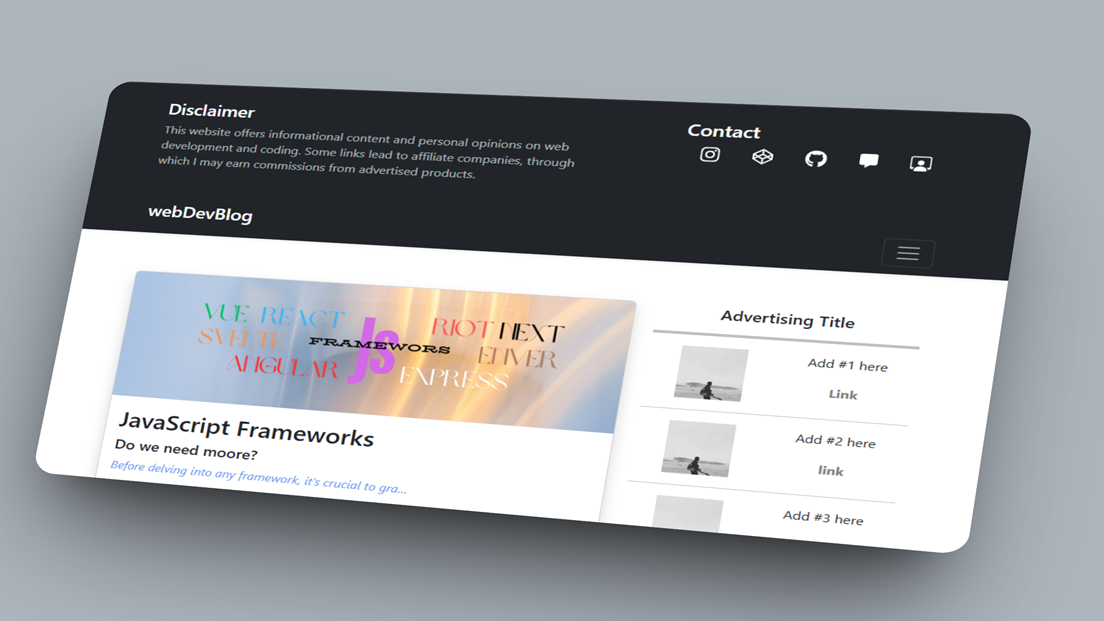 Disclaimer
This website offers informational content and personal opinions on web
development and coding. Some links lead to affiliate companies, through
which I may earn commissions from advertised products.
Contact
webDevBlog
VUE REACT
SVELTE
ANGULAR
JS
FRAMEWORS
RIOT NEXT
EXPRESS
JavaScript Frameworks
Do we need moore?
Before delving into any framework, it's crucial to gra...
Advertising Title
Add #1 here
Link
Add #2 here
link
Add #3 here